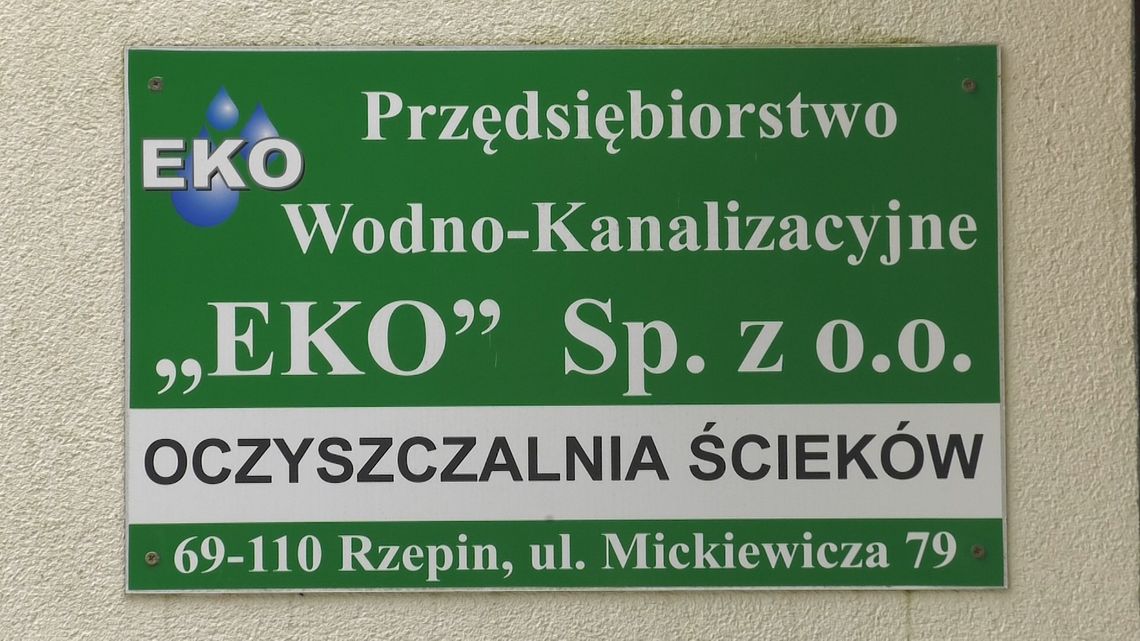 EKO
Przędsiębiorstwo
Wodno-Kanalizacyjne
„EKO” Sp. z o.o.
OCZYSZCZALNIA ŚCIEKÓW
69-110 Rzepin, ul. Mickiewicza 79